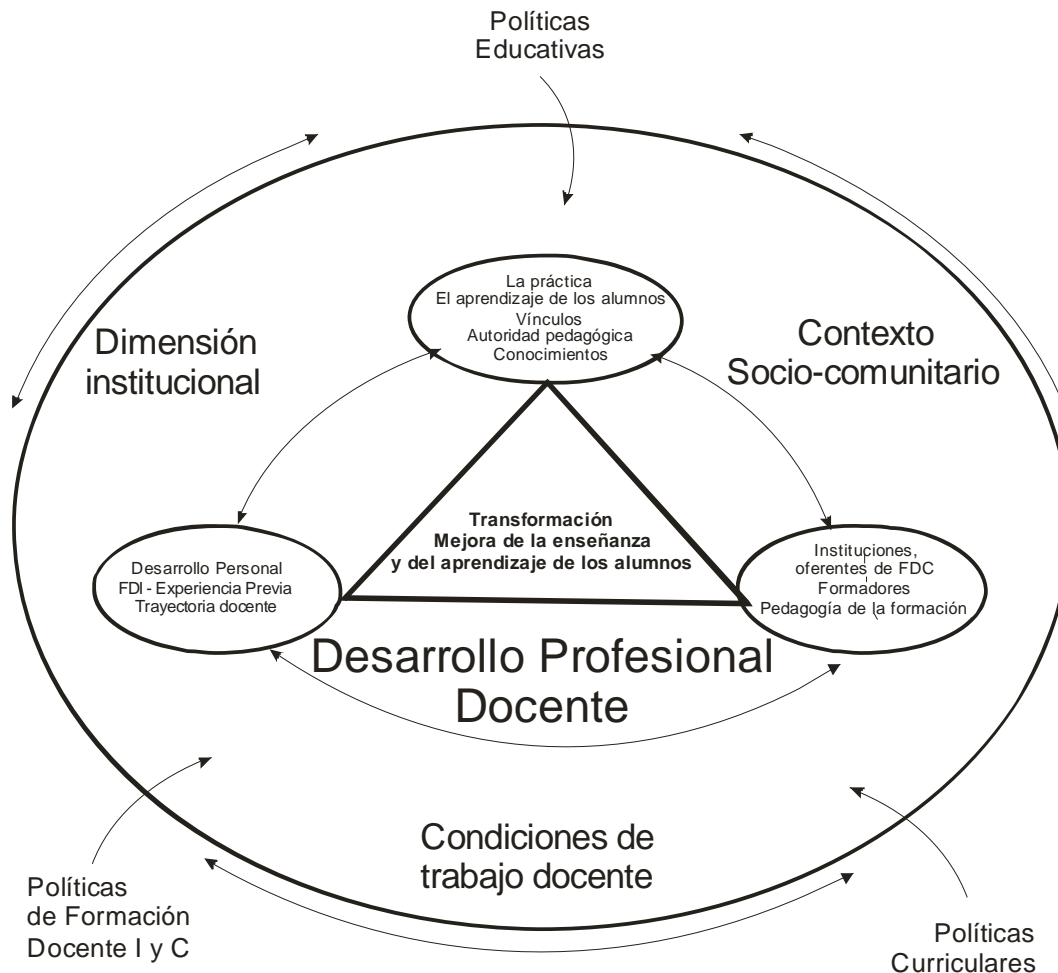 Políticas
Educativas
La práctica
El aprendizaje de los alumnos
Vínculos
Autoridad pedagógica
Conocimientos
Dimensión
institucional
Contexto
Socio-comunitario
Transformación
Mejora de la enseñanza
y del aprendizaje de los alumnos
Desarrollo Personal
FDI - Experiencia Previa
Trayectoria docente
Instituciones,
oferentes de FDC
Formadores
Pedagogía de la formación
Desarrollo Profesional
Docente
Condiciones de
trabajo docente
Políticas
de Formación
Docente I y C
Políticas
Curriculares